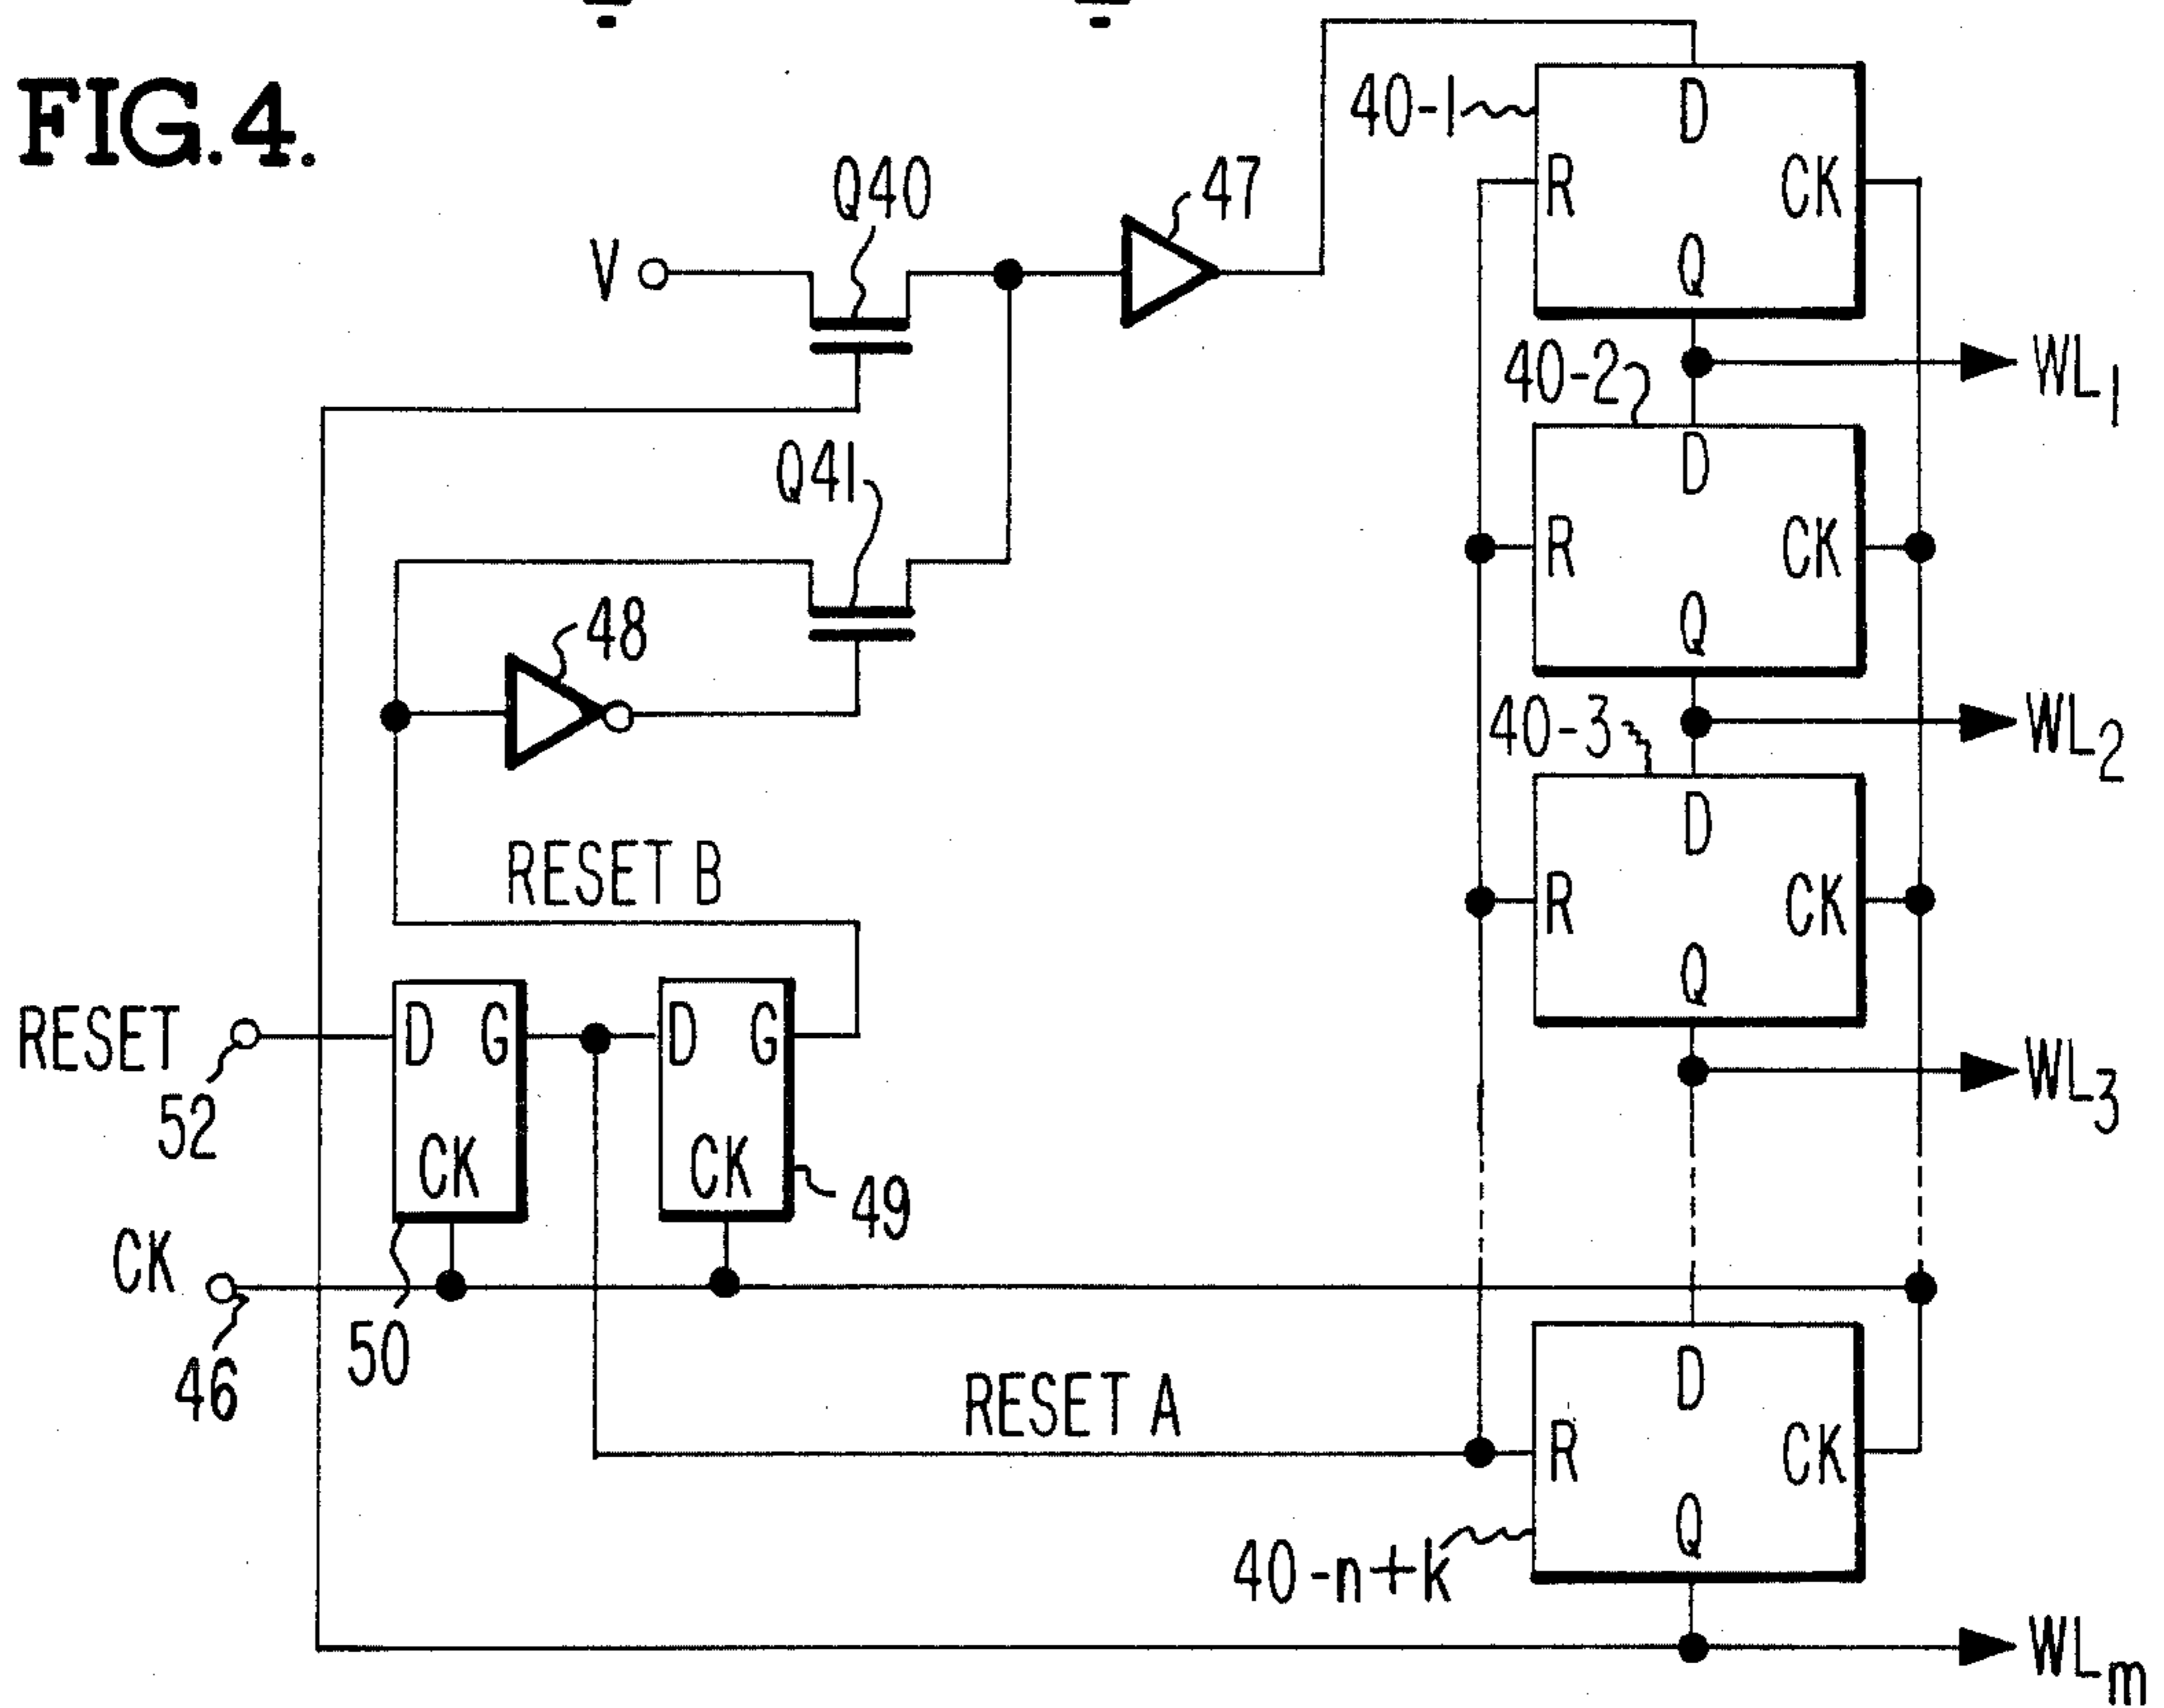 FIG.4.
40-1
D
R
CK
Q
Q40
47
V
WL1
40-2
D
R
CK
Q
Q41
48
WL2
40-3
D
R
CK
Q
RESET B
RESET
52
D G
CK
D G
CK
49
WL3
CK
46
50
RESET A
D
R
CK
Q
40-n+k
WLm